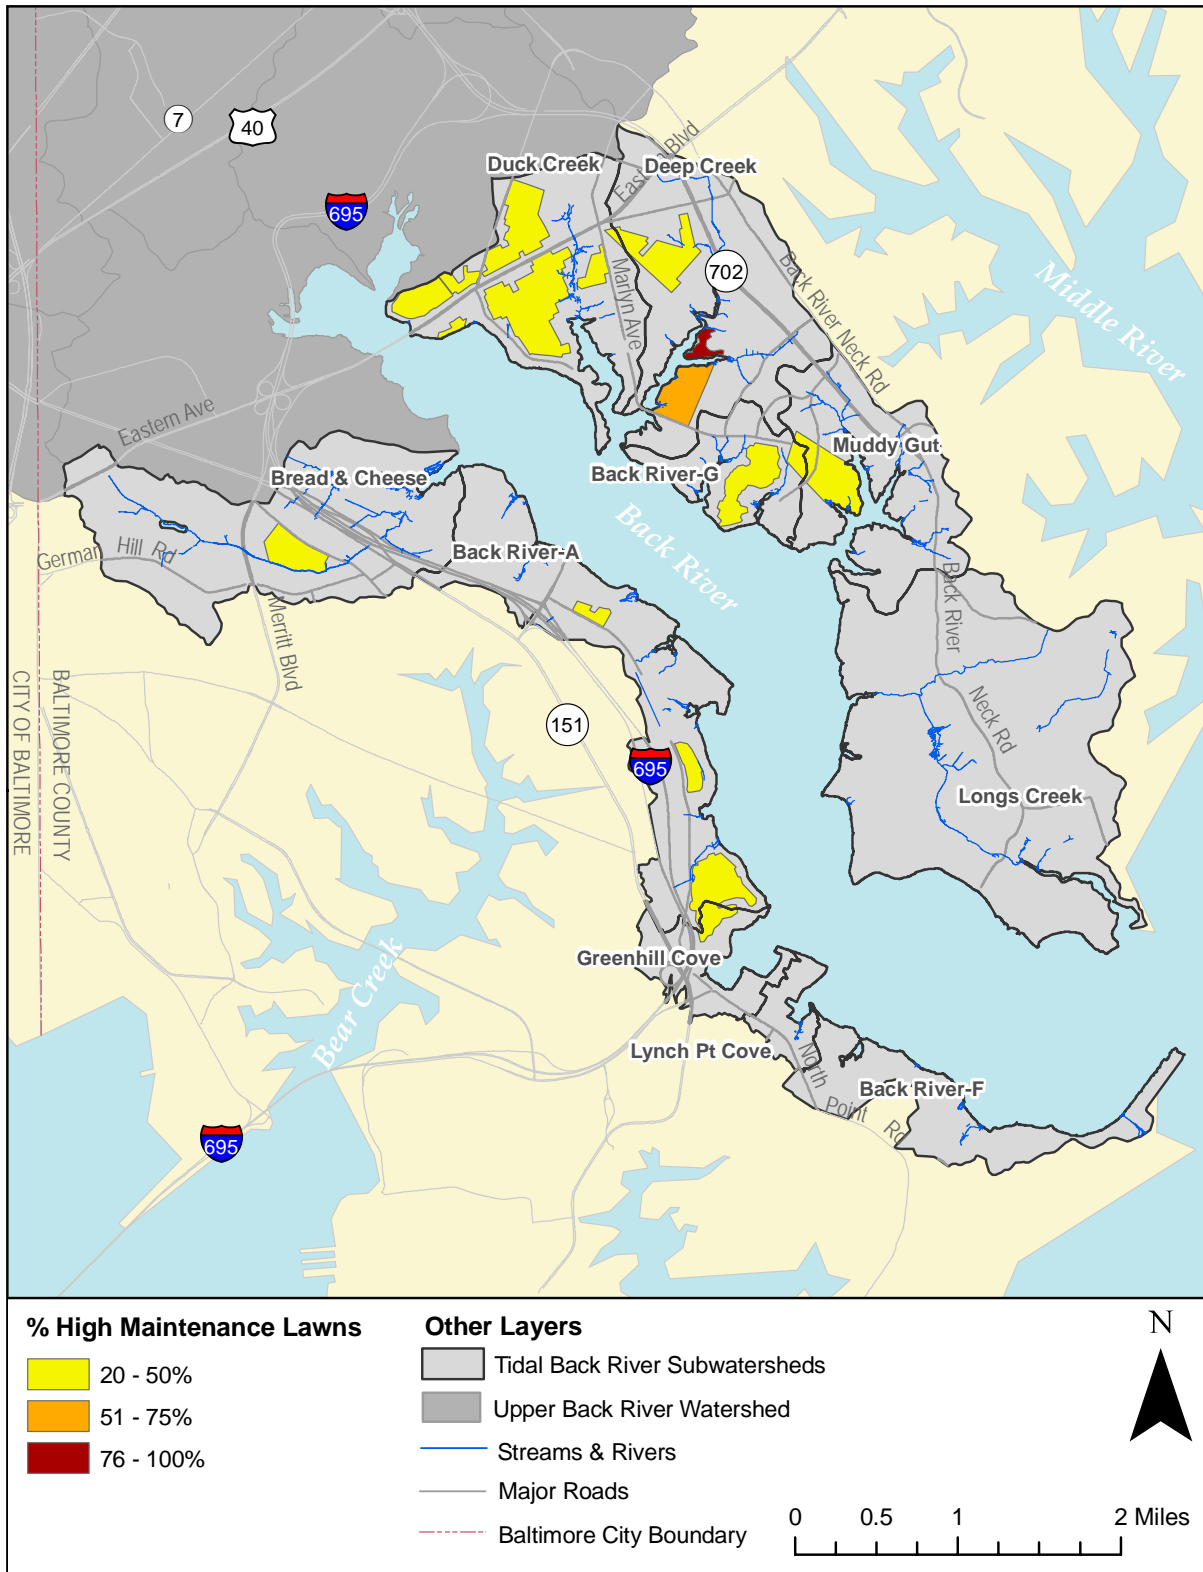 Duck Creek
Deep Creek
Eastern Blvd
7
40
695
702
Marlyn Ave
Back River Neck Rd
Middle River
Eastern Ave
Bread & Cheese
Back River-G
Muddy Gut
Back River
Back River-A
German Hill Rd
Merritt Blvd
Back River
Neck Rd
BALTIMORE COUNTY
CITY OF BALTIMORE
151
695
Longs Creek
Greenhill Cove
Bear Creek
Lynch Pt Cove
North Point Rd
Back River-F
695
% High Maintenance Lawns
20 - 50%
51 - 75%
76 - 100%
Other Layers
Tidal Back River Subwatersheds
Upper Back River Watershed
Streams & Rivers
Major Roads
Baltimore City Boundary
N
0 0.5 1 2 Miles